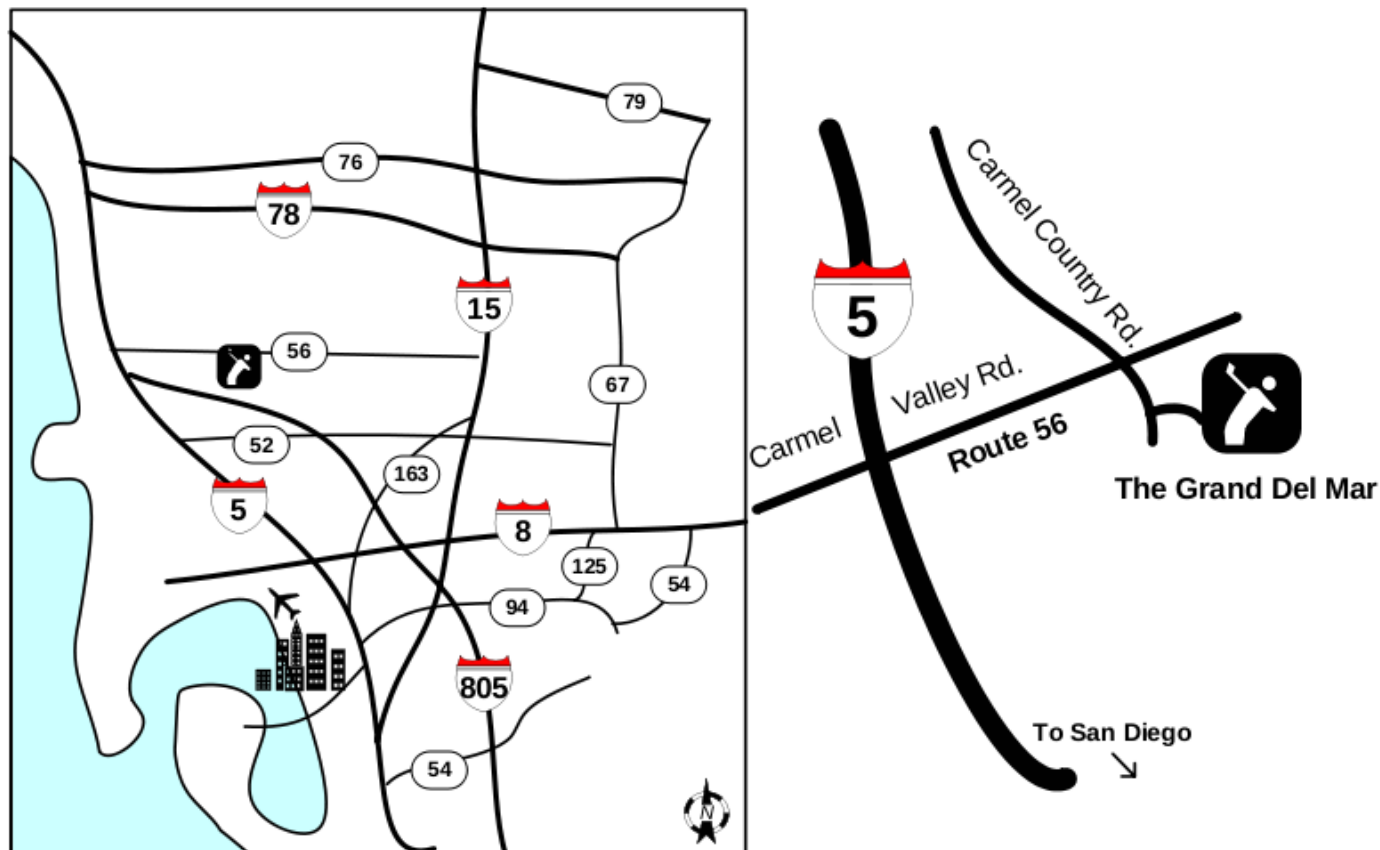 79
76
78
15
56
67
52
163
5
8
125
54
94
805
54
N
Carmel Country Rd.
5
Carmel Valley Rd.
Route 56
The Grand Del Mar
To San Diego